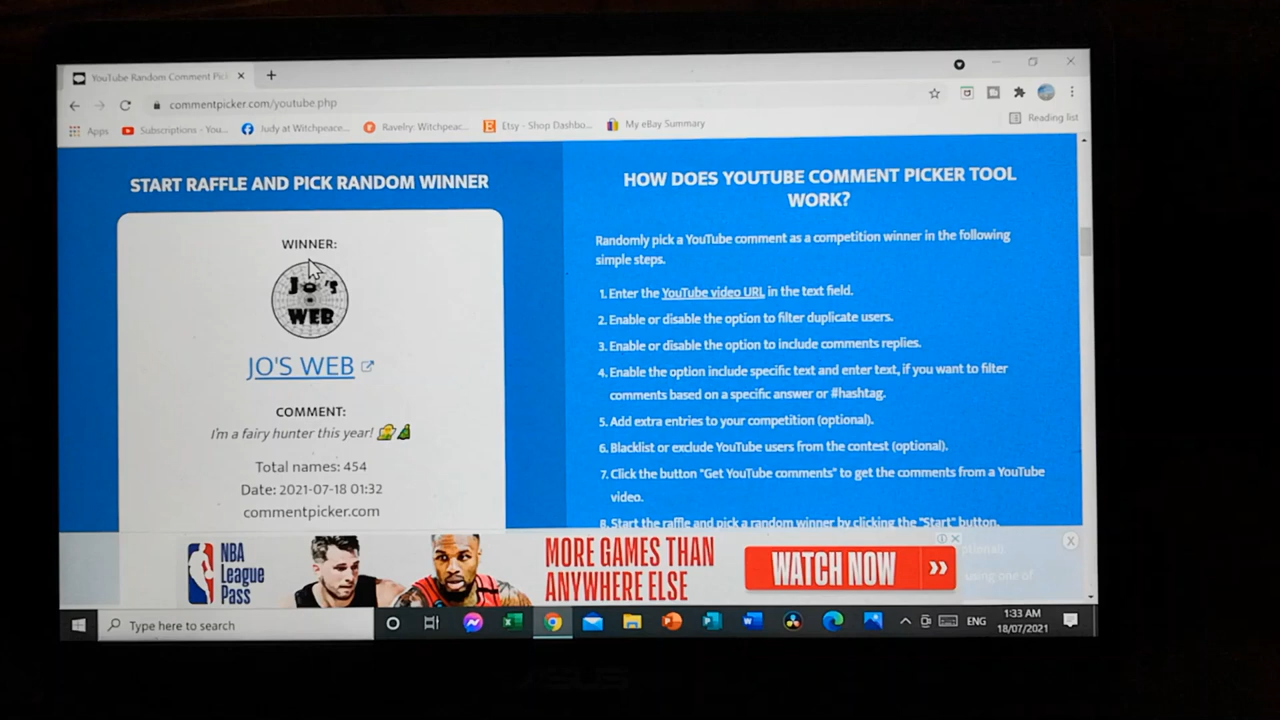 YouTube Random Comment Pic
commentpicker.com/youtube.php
Apps
Subscriptions - You...
Judy at Witchpeace...
Ravelry: Witchpeac...
Etsy - Shop Dashbo...
My eBay Summary
Reading list
START RAFFLE AND PICK RANDOM WINNER
WINNER:
Jo's
WEB
JO'S WEB
COMMENT:
I'm a fairy hunter this year!
Total names: 454
Date: 2021-07-18 01:32
commentpicker.com
HOW DOES YOUTUBE COMMENT PICKER TOOL
WORK?
Randomly pick a YouTube comment as a competition winner in the following
simple steps.
1. Enter the YouTube video URL in the text field.
2. Enable or disable the option to filter duplicate users.
3. Enable or disable the option to include comments replies.
4. Enable the option include specific text and enter text, if you want to filter
comments based on a specific answer or #hashtag.
5. Add extra entries to your competition (optional).
6. Blacklist or exclude YouTube users from the contest (optional).
7. Click the button "Get YouTube comments" to get the comments from a YouTube
video.
8. Start the raffle and pick a random winner by clicking the "Start" button.
using one of
NBA
League
Pass
MORE GAMES THAN
ANYWHERE ELSE
WATCH NOW
Type here to search
ENG
1:33 AM
18/07/2021
ASUS